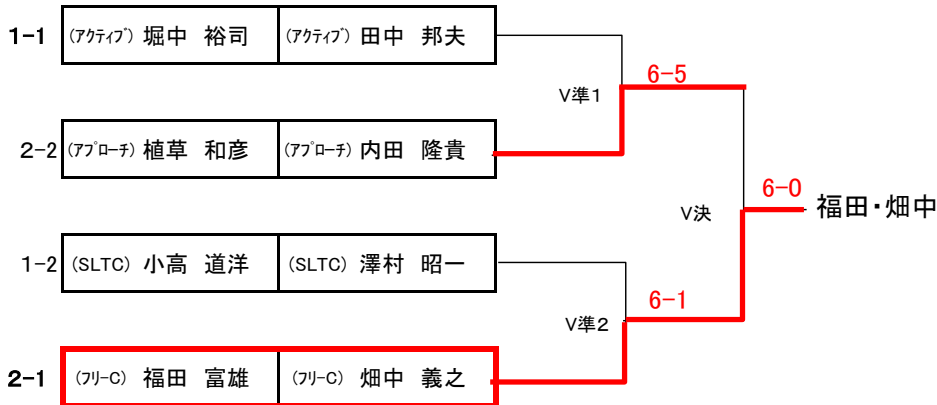 1-1 (アクティブ) 堀中 裕司 (アクティブ) 田中 邦夫
6-5
V準1
2-2 (アプローチ) 植草 和彦 (アプローチ) 内田 隆貴
6-0
V決 福田・畑中
1-2 (SLTC) 小高 道洋 (SLTC) 澤村 昭一
6-1
V準2
2-1 (フリーC) 福田 富雄 (フリーC) 畑中 義之